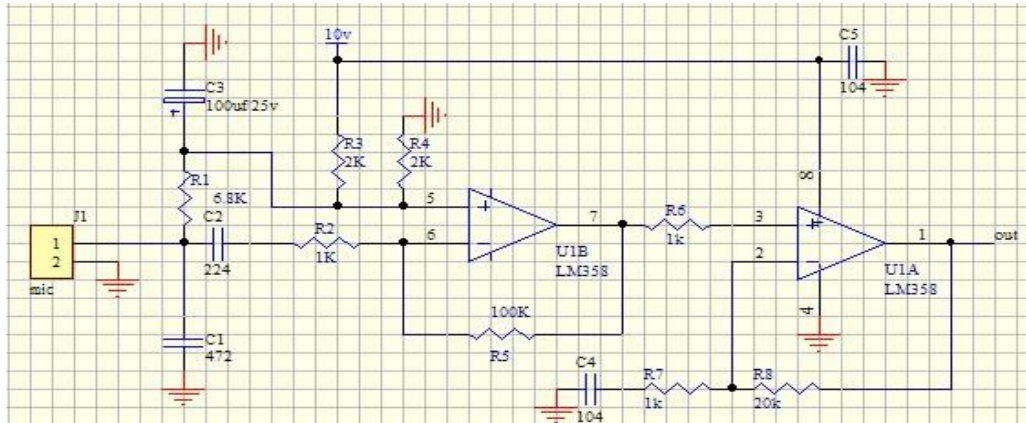 10v
C5
104
C3
100uf/25v
R3
2K
R4
2K
R1
6.8K
5
8
J1
1
2
mic
C2
224
R2
1K
6
7
U1B
LM358
R6
1k
3
2
1
out
U1A
LM358
4
C1
472
100K
R5
C4
104
R7
1k
R8
20k